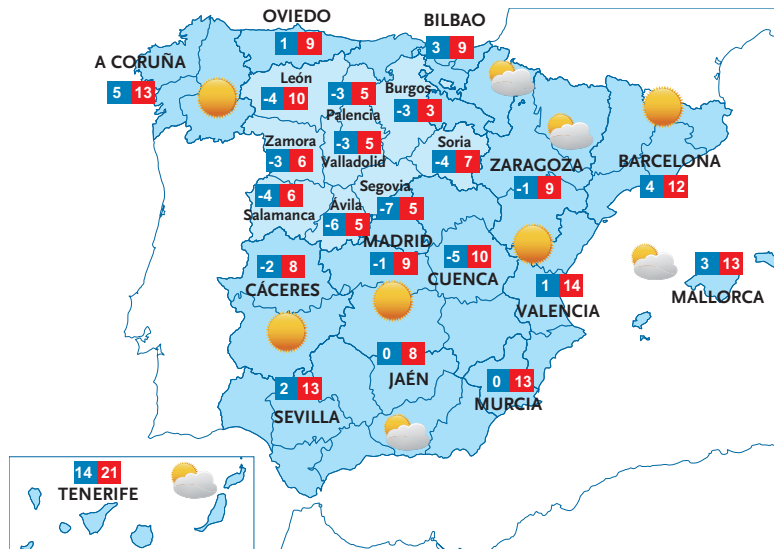 OVIEDO
1 9
BILBAO
3 9
A CORUÑA
5 13
León
-4 10
-3 5
Palencia
Burgos
-3 3
Zamora
-3 6
-3 5
Valladolid
Soria
-4 7
ZARAGOZA
-1 9
BARCELONA
4 12
-4 6
Salamanca
Ávila
-6 5
Segovia
-7 5
MADRID
-1 9
-5 10
CUENCA
-2 8
CÁCERES
1 14
VALENCIA
3 13
MALLORCA
0 8
JAÉN
2 13
SEVILLA
0 13
MURCIA
14 21
TENERIFE